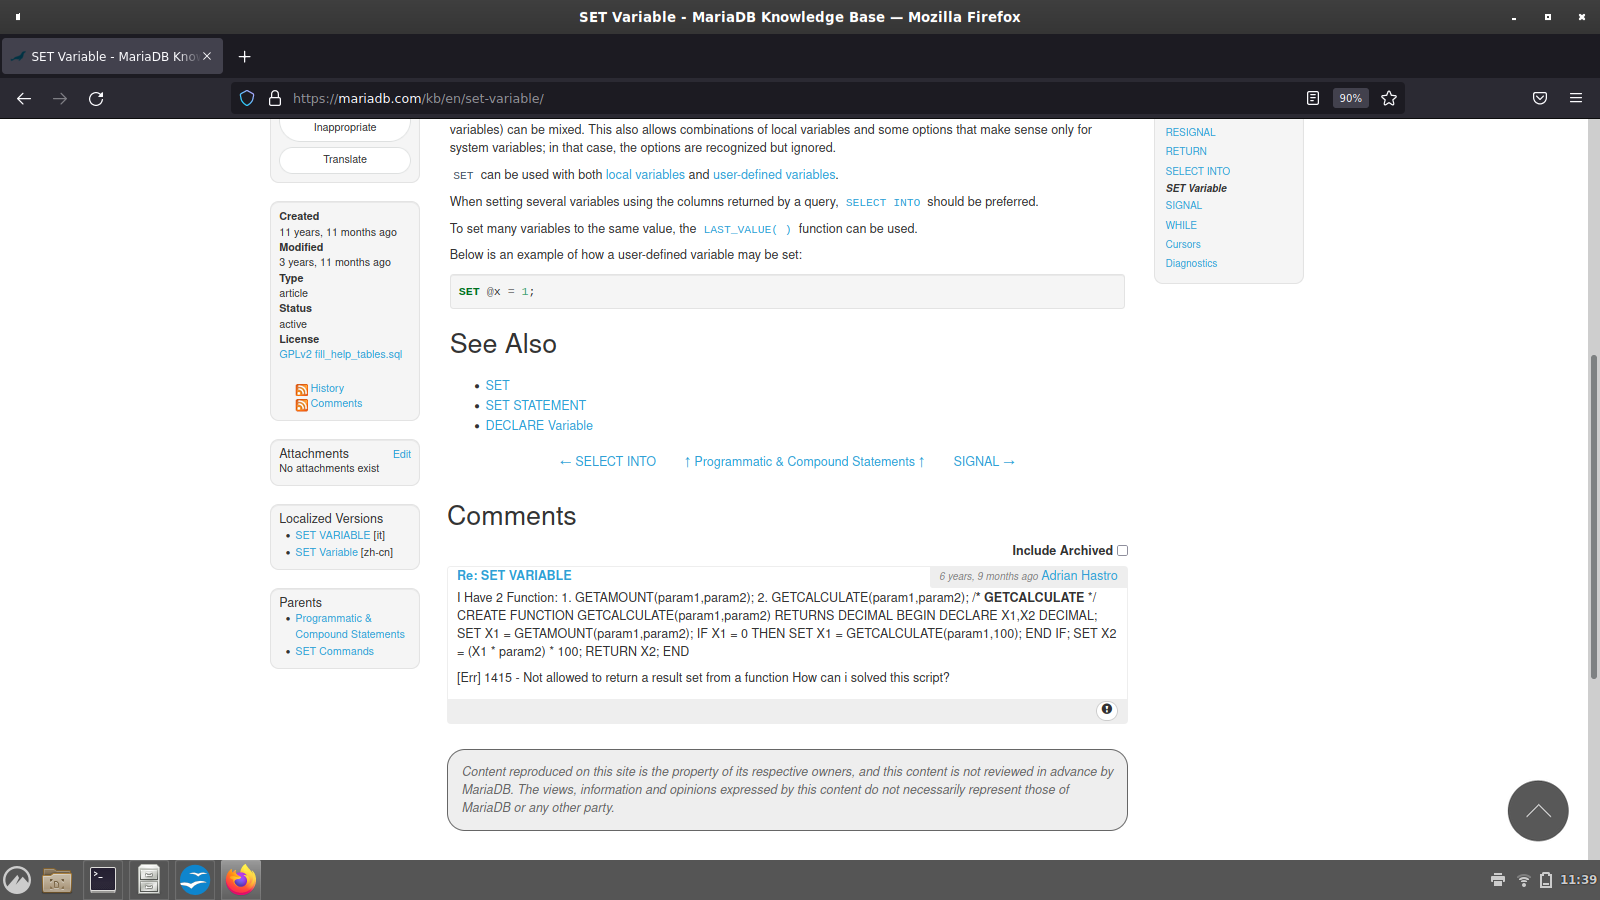 SET Variable - MariaDB Knowledge Base — Mozilla Firefox
SET Variable - MariaDB Kno
https://mariadb.com/kb/en/set-variable/
90%
Inappropriate
Translate
Created
11 years, 11 months ago
Modified
3 years, 11 months ago
Type
article
Status
active
License
GPLv2 fill_help_tables.sql
History
Comments
Attachments
Edit
No attachments exist
Localized Versions
• SET VARIABLE [it]
• SET Variable [zh-cn]
Parents
• Programmatic &
Compound Statements
• SET Commands
variables) can be mixed. This also allows combinations of local variables and some options that make sense only for
system variables; in that case, the options are recognized but ignored.
SET can be used with both local variables and user-defined variables.
When setting several variables using the columns returned by a query, SELECT INTO should be preferred.
To set many variables to the same value, the LAST_VALUE( ) function can be used.
Below is an example of how a user-defined variable may be set:
SET @x = 1;
See Also
• SET
• SET STATEMENT
• DECLARE Variable
← SELECT INTO ↑ Programmatic & Compound Statements ↑ SIGNAL →
Comments
Include Archived
Re: SET VARIABLE
6 years, 9 months ago Adrian Hastro
I Have 2 Function: 1. GETAMOUNT(param1,param2); 2. GETCALCULATE(param1,param2); /* GETCALCULATE */
CREATE FUNCTION GETCALCULATE(param1,param2) RETURNS DECIMAL BEGIN DECLARE X1,X2 DECIMAL;
SET X1 = GETAMOUNT(param1,param2); IF X1 = 0 THEN SET X1 = GETCALCULATE(param1,100); END IF; SET X2
= (X1 * param2) * 100; RETURN X2; END
[Err] 1415 - Not allowed to return a result set from a function How can i solved this script?
Content reproduced on this site is the property of its respective owners, and this content is not reviewed in advance by
MariaDB. The views, information and opinions expressed by this content do not necessarily represent those of
MariaDB or any other party.
RESIGNAL
RETURN
SELECT INTO
SET Variable
SIGNAL
WHILE
Cursors
Diagnostics
11:39